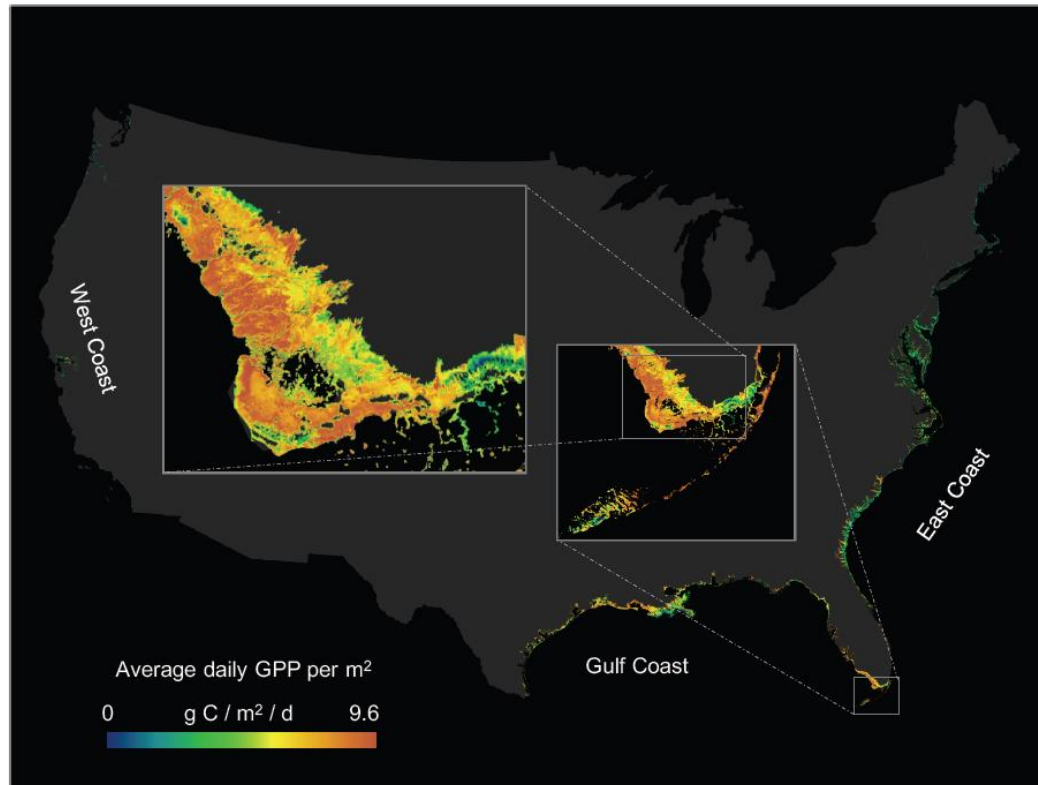 West Coast
East Coast
Gulf Coast
Average daily GPP per m²
0 g C / m² / d 9.6